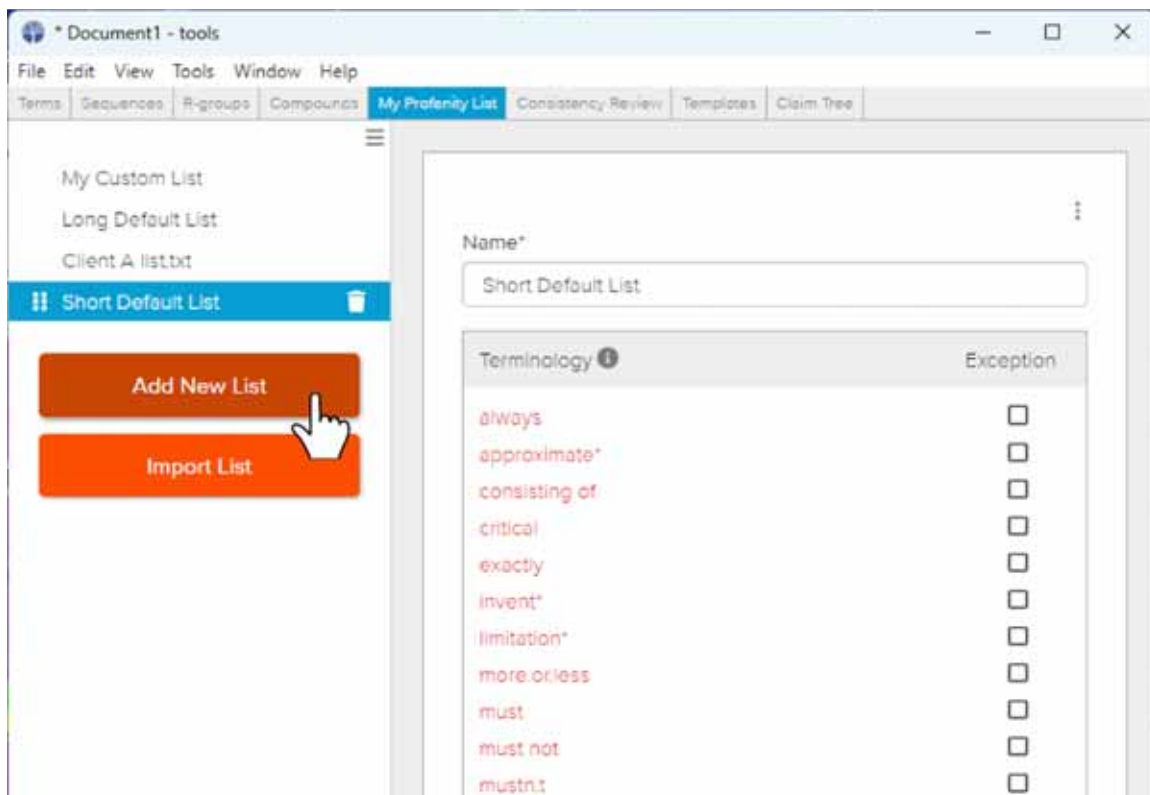 * Document1 - tools
File Edit View Tools Window Help
Terms Sequences R-groups Compounds My Profenity List Consistency Review Templates Claim Tree
My Custom List
Long Default List
Client A list.txt
Short Default List
Add New List
Import List
Name*
Short Default List
Terminology Exception
always
approximate*
consisting of
critical
exactly
invent*
limitation*
more.or.less
must
must not
mustn.t